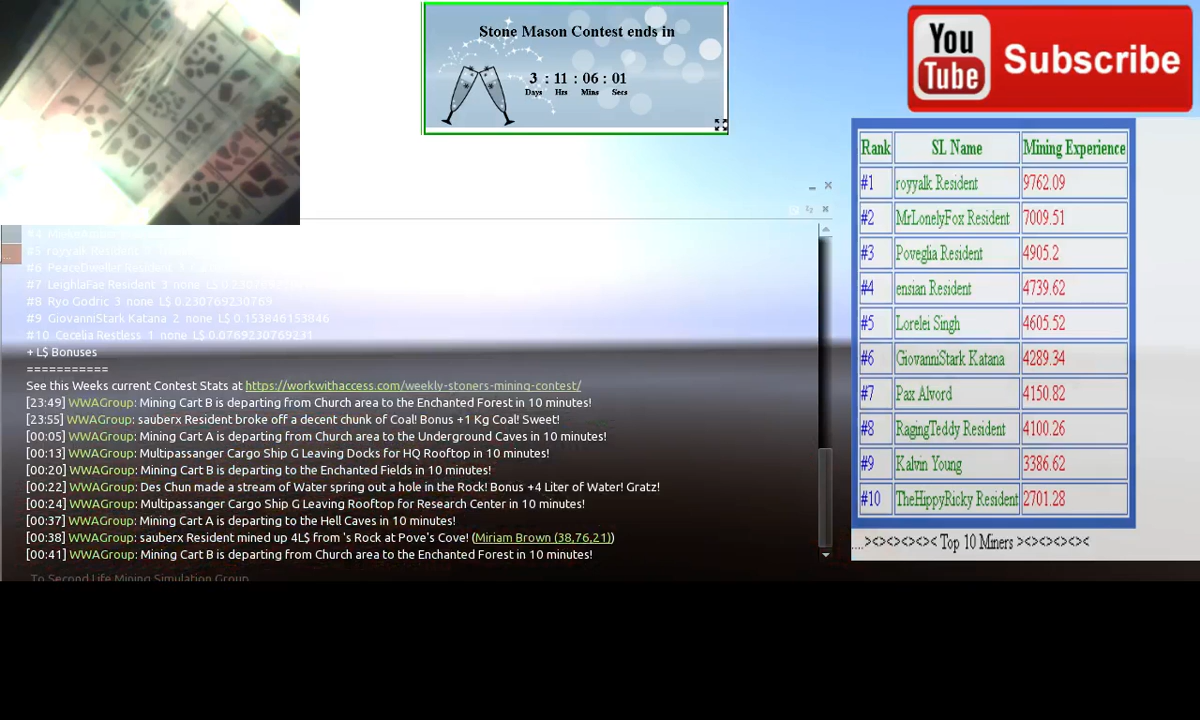 Stone Mason Contest ends in
3 : 11 : 06 : 01
Days Hrs Mins Secs
You
Tube
Subscribe
#5 royyalk Resident
#6 PeaceDweller Resident 3
#7 LeighlaFae Resident 3 none L$ 0.230769
#8 Ryo Godric 3 none L$ 0.230769230769
#9 GiovanniStark Katana 2 none L$ 0.153846153846
#10 Cecelia Restless 1 none L$ 0.0769230769231
+ L$ Bonuses
===========
See this Weeks current Contest Stats at https://workwithaccess.com/weekly-stoners-mining-contest/
[23:49] WWAGroup: Mining Cart B is departing from Church area to the Enchanted Forest in 10 minutes!
[23:55] WWAGroup: sauberx Resident broke off a decent chunk of Coal! Bonus +1 Kg Coal! Sweet!
[00:05] WWAGroup: Mining Cart A is departing from Church area to the Underground Caves in 10 minutes!
[00:13] WWAGroup: Multipassanger Cargo Ship G Leaving Docks for HQ Rooftop in 10 minutes!
[00:20] WWAGroup: Mining Cart B is departing to the Enchanted Fields in 10 minutes!
[00:22] WWAGroup: Des Chun made a stream of Water spring out a hole in the Rock! Bonus +4 Liter of Water! Gratz!
[00:24] WWAGroup: Multipassanger Cargo Ship G Leaving Rooftop for Research Center in 10 minutes!
[00:37] WWAGroup: Mining Cart A is departing to the Hell Caves in 10 minutes!
[00:38] WWAGroup: sauberx Resident mined up 4L$ from 's Rock at Pove's Cove! (Miriam Brown (38,76,21))
[00:41] WWAGroup: Mining Cart B is departing from Church area to the Enchanted Forest in 10 minutes!
To Second Life Mining Simulation Group
Rank SL Name Mining Experience
#1 royyalk Resident 9762.09
#2 MrLonelyFox Resident 7009.51
#3 Poveglia Resident 4905.2
#4 ensian Resident 4739.62
#5 Lorelei Singh 4605.52
#6 GiovanniStark Katana 4289.34
#7 Pax Alvord 4150.82
#8 RagingTeddy Resident 4100.26
#9 Kalvin Young 3386.62
#10 TheHippyRicky Resident 2701.28
....><><><><>< Top 10 Miners ><><><><><